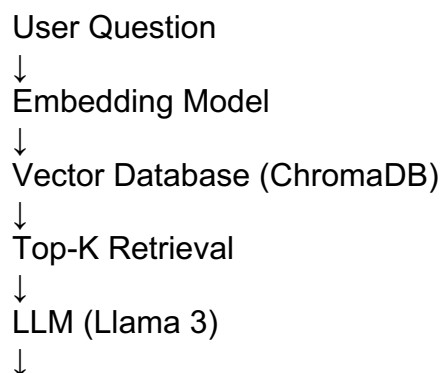 User Question
↓
Embedding Model
↓
Vector Database (ChromaDB)
↓
Top-K Retrieval
↓
LLM (Llama 3)
↓